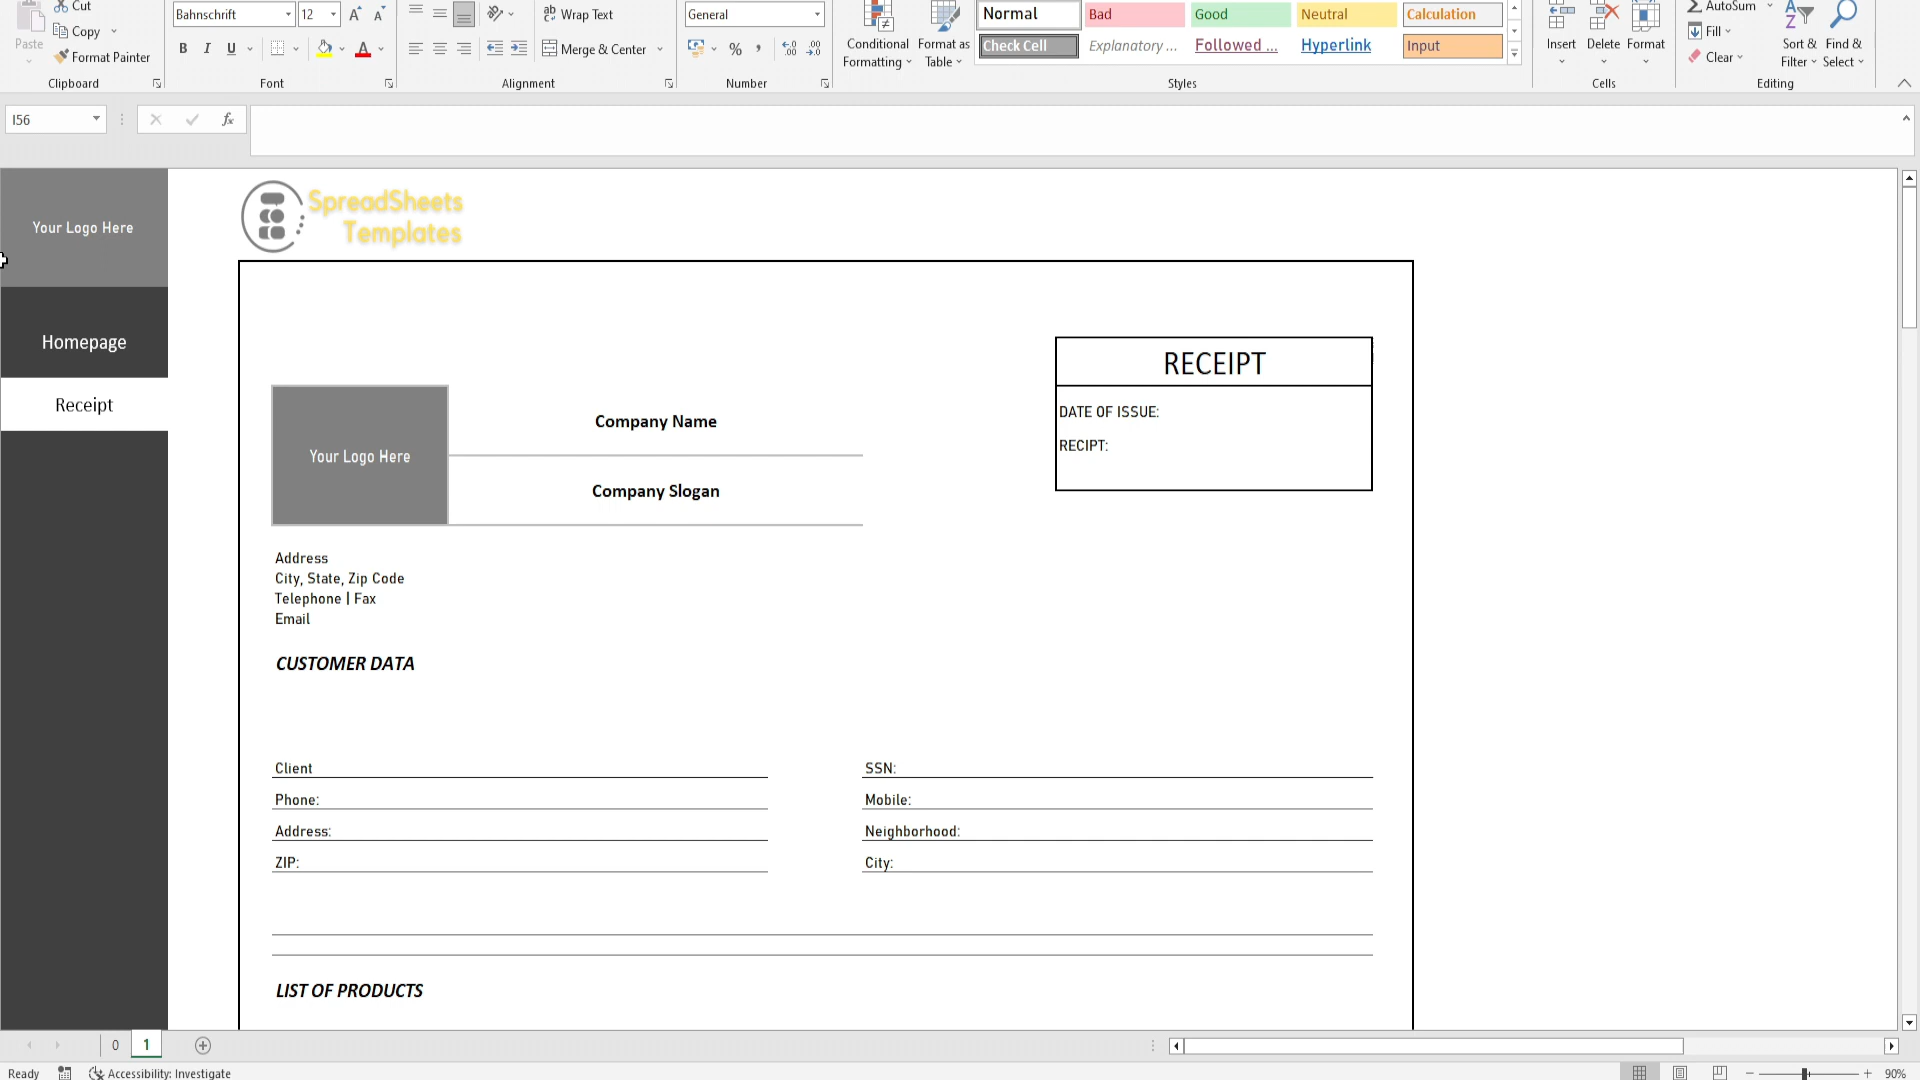 Cut
Bahnschrift
12
Wrap Text
General
Normal
Bad
Good
Neutral
Calculation
AutoSum
Paste
Copy
Merge & Center
Conditional
Formatting
Format as
Table
Check Cell
Explanatory ...
Followed ...
Hyperlink
Input
Insert
Delete
Format
Fill
Sort &
Filter
Find &
Select
Format Painter
Clear
Clipboard
Font
Alignment
Number
Styles
Cells
Editing
I56
fx
Your Logo Here
SpreadSheets
Templates
Homepage
Receipt
RECEIPT
DATE OF ISSUE:
RECIPT:
Your Logo Here
Company Name
Company Slogan
Address
City, State, Zip Code
Telephone | Fax
Email
CUSTOMER DATA
Client
SSN:
Phone:
Mobile:
Address:
Neighborhood:
ZIP:
City:
LIST OF PRODUCTS
0
1
Ready
Accessibility: Investigate
90%